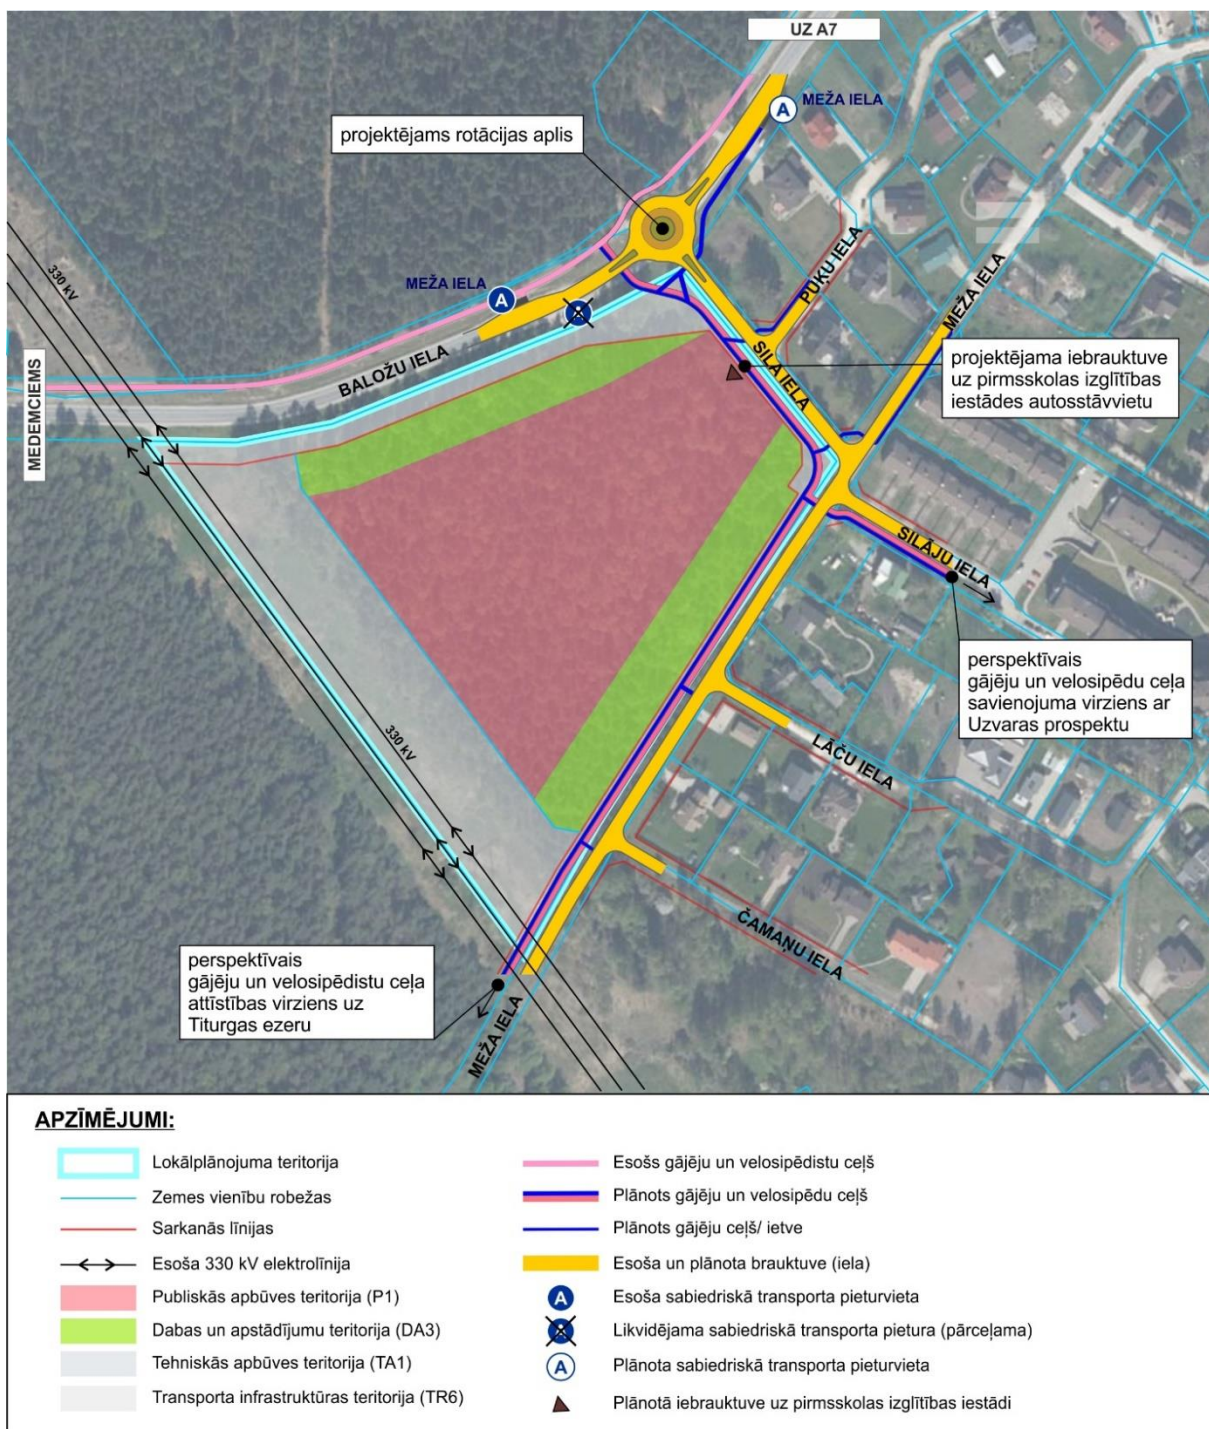 UZ A7
MEŽA IELA
projektējams rotācijas aplis
PUĶU IELA
330 kV
MEŽA IELA
MEŽA IELA
SILA IELA
projektējama iebrauktuve
uz pirmsskolas izglītības
iestādes autosstāvvietu
BALOŽU IELA
MEDEMCIEMS
SILĀJU IELA
perspektīvais
gājēju un velosipēdu ceļa
savienojuma virziens ar
Uzvaras prospektu
330 kV
LĀČU IELA
ČAMAŅU IELA
perspektīvais
gājēju un velosipēdistu ceļa
attīstības virziens uz
Titurgas ezeru
MEŽA IELA
APZĪMĒJUMI:
Lokālplānojuma teritorija
Zemes vienību robežas
Sarkanās līnijas
Esoša 330 kV elektrolīnija
Publiskās apbūves teritorija (P1)
Dabas un apstādījumu teritorija (DA3)
Tehniskās apbūves teritorija (TA1)
Transporta infrastruktūras teritorija (TR6)
Esošs gājēju un velosipēdistu ceļš
Plānots gājēju un velosipēdu ceļš
Plānots gājēju ceļš/ ietve
Esoša un plānota brauktuve (iela)
A Esoša sabiedriskā transporta pieturvieta
Likvidējama sabiedriskā transporta pietura (pārceļama)
A Plānota sabiedriskā transporta pieturvieta
Plānotā iebrauktuve uz pirmsskolas izglītības iestādi